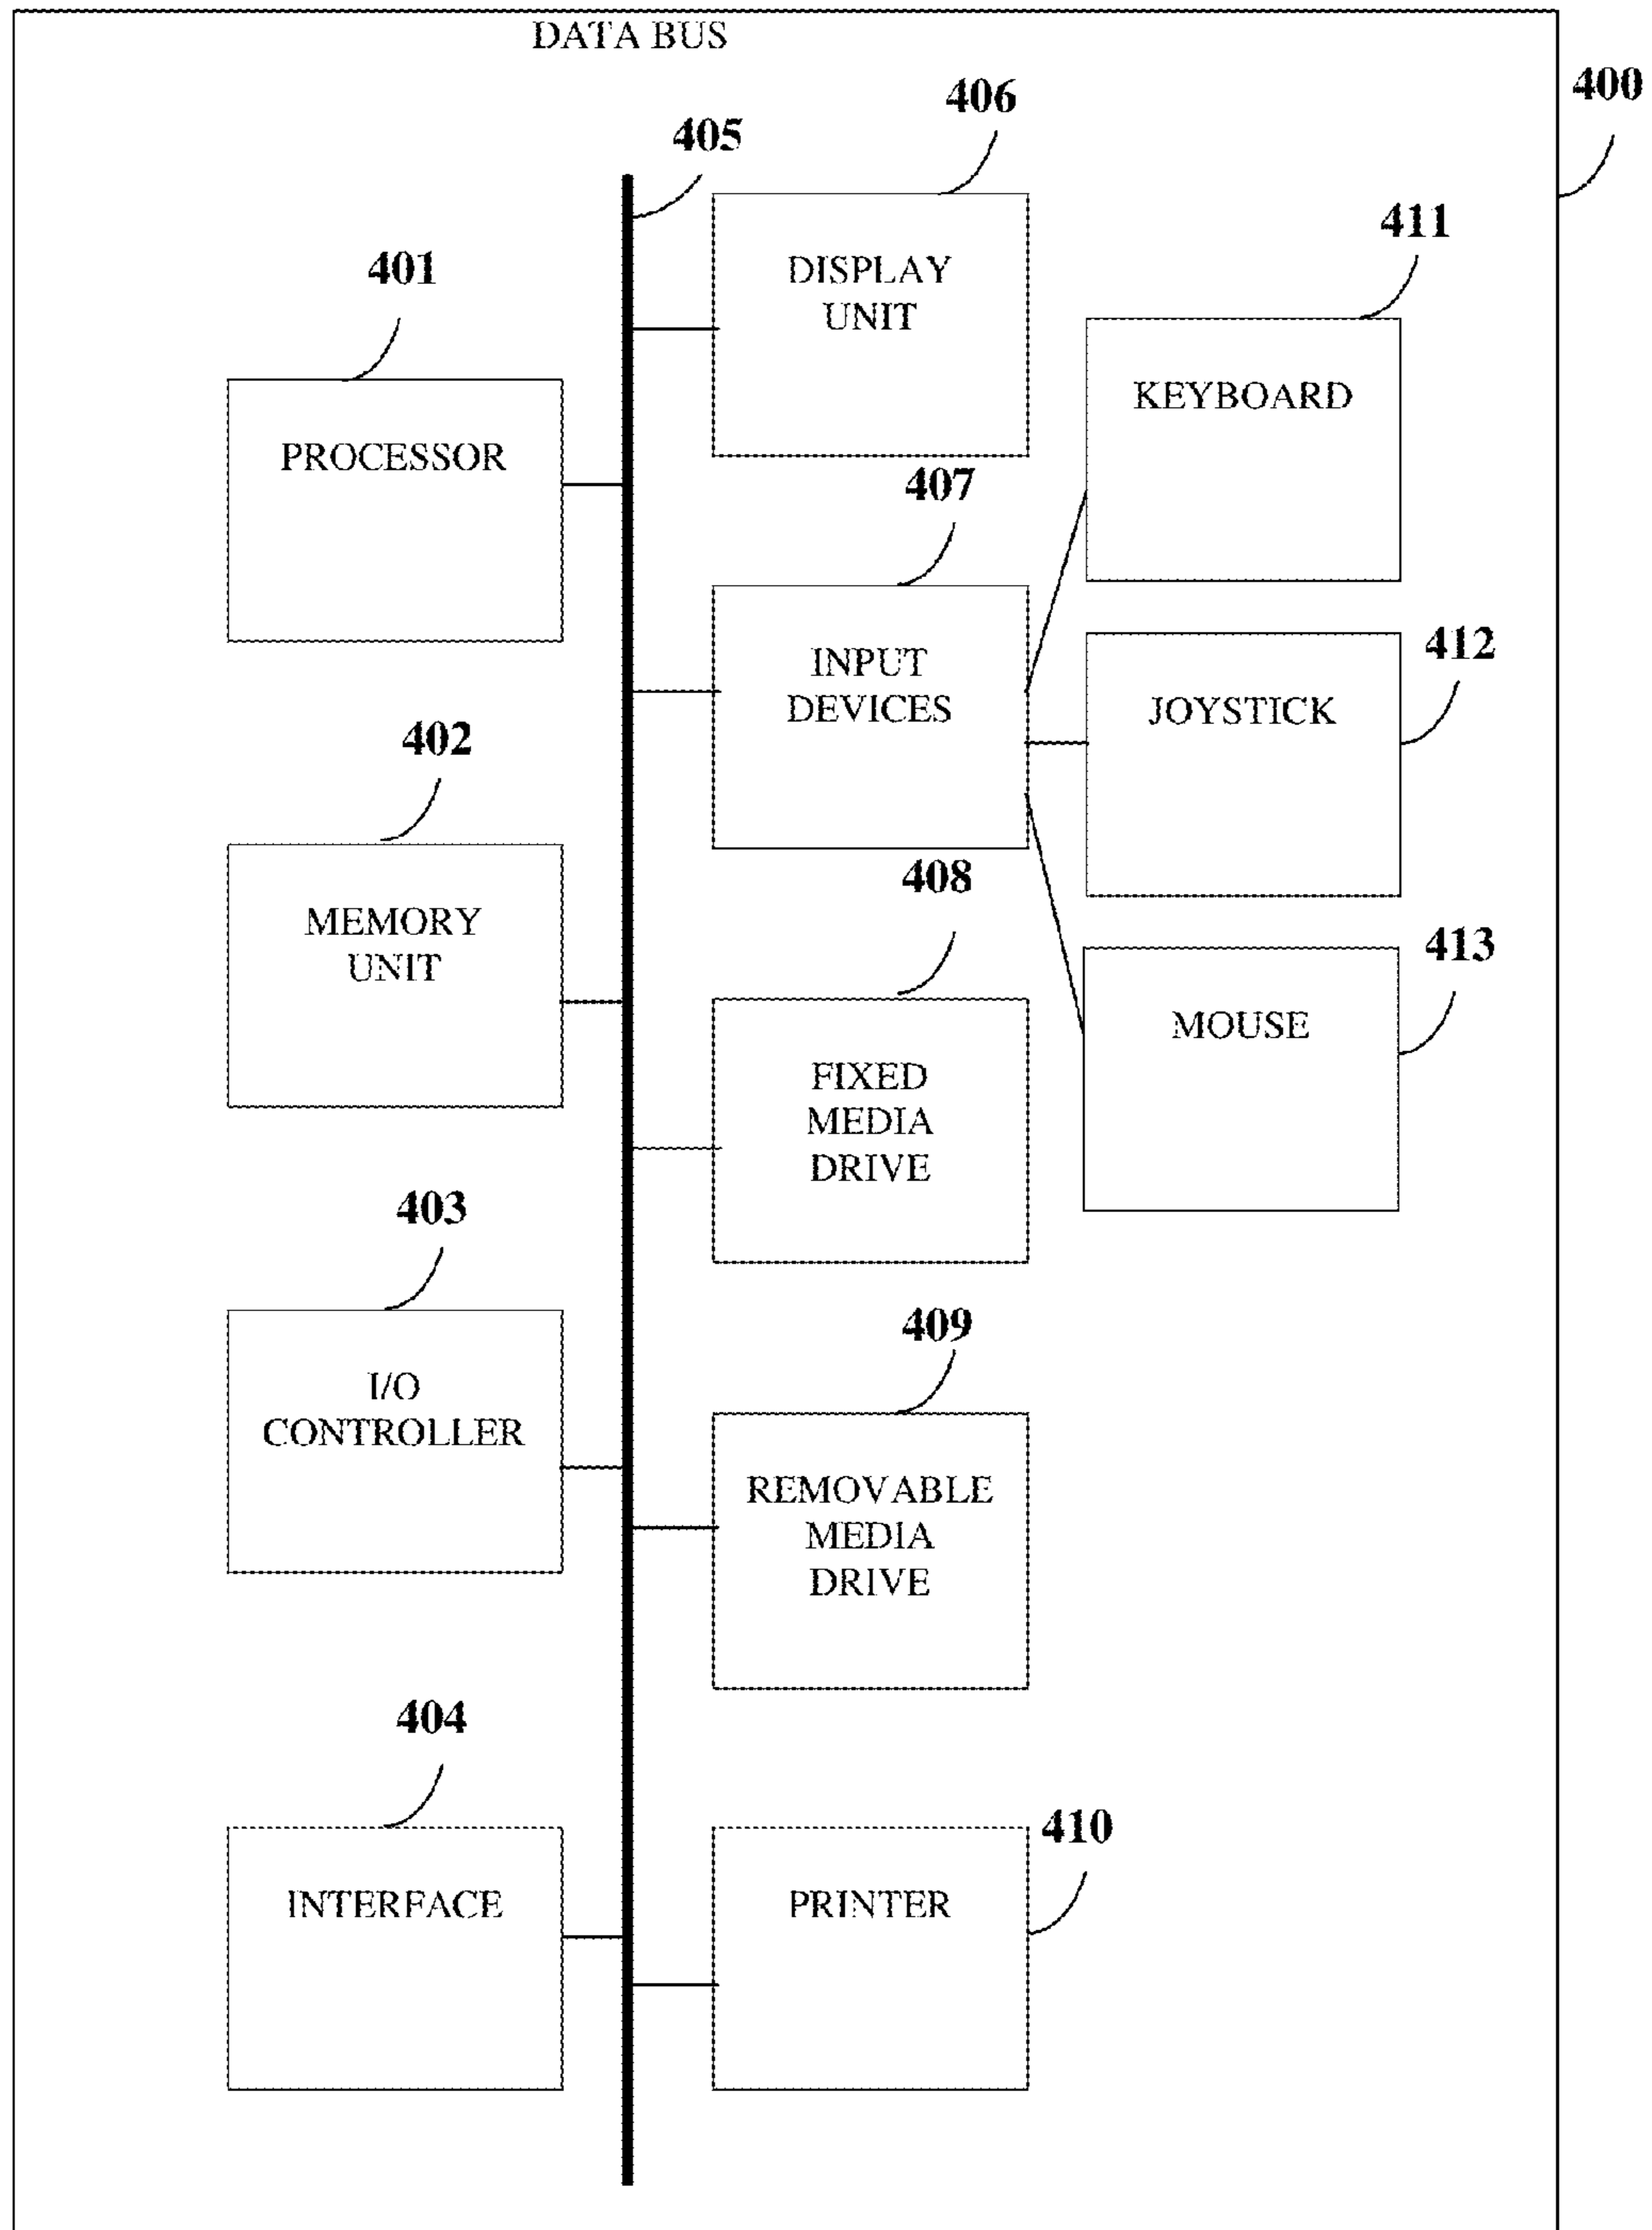 DATA BUS
400
406
405
411
401
DISPLAY
UNIT
KEYBOARD
PROCESSOR
407
412
INPUT
DEVICES
JOYSTICK
402
408
MEMORY
UNIT
413
MOUSE
FIXED
MEDIA
DRIVE
403
409
I/O
CONTROLLER
REMOVABLE
MEDIA
DRIVE
404
410
INTERFACE
PRINTER